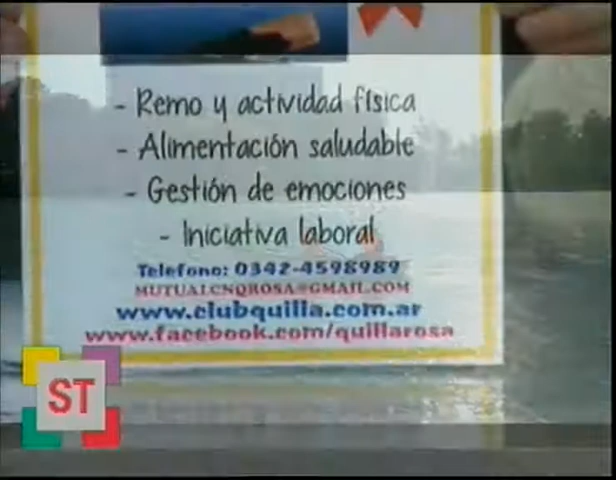 - Remo y actividad física
- Alimentación saludable
- Gestión de emociones
- Iniciativa laboral
Telefono: 0342-4598989
MUTUALCNQROSA@GMAIL.COM
www.clubquilla.com.ar
www.facebook.com/quillarosa
ST